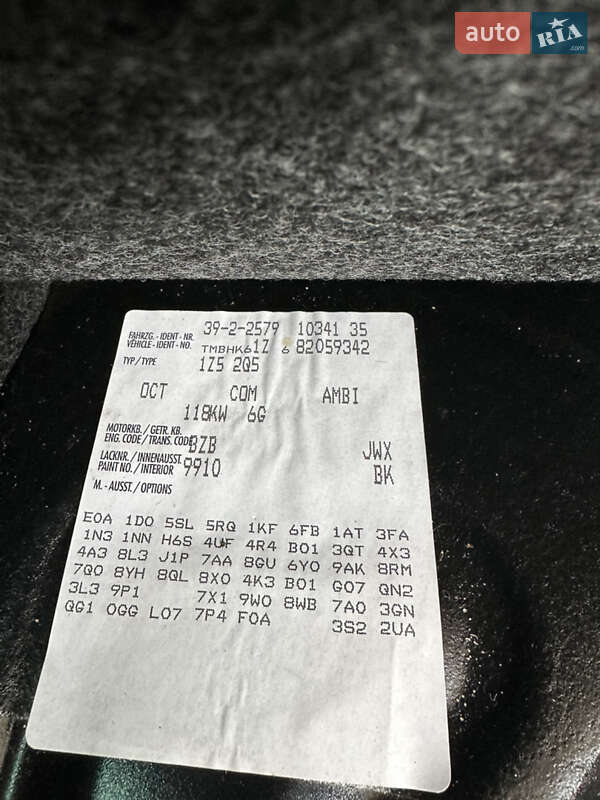 auto RIA .com
39-2-2579 10341 35
FAHRZG. - IDENT - NR.
VEHICLE - IDENT - NO. TMBHK61Z 6 82059342
TYP / TYPE 1Z5 2Q5
OCT COM AMBI
118KW 6G
MOTORKB. / GETR. KB.
ENG. CODE / TRANS. CODE BZB JWX
LACKNR. / INNENAUSST.
PAINT NO. / INTERIOR 9910 BK
M. - AUSST. / OPTIONS
E0A 1D0 5SL 5RQ 1KF 6FB 1AT 3FA
1N3 1NN H6S 4UF 4R4 B01 3QT 4X3
4A3 8L3 J1P 7AA 8GU 6Y0 9AK 8RM
7Q0 8YH 8QL 8X0 4K3 B01 G07 QN2
3L3 9P1 7X1 9W0 8WB 7A0 3GN
QG1 0GG L07 7P4 F0A 3S2 2UA